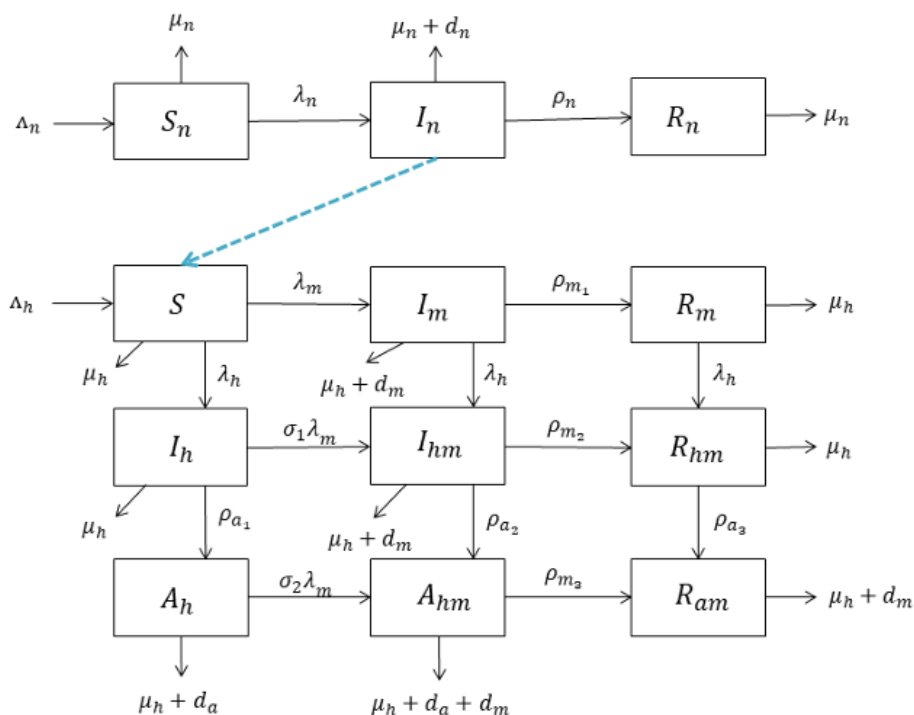 μ_n μ_n + d_n
Λ_n S_n λ_n I_n ρ_n R_n μ_n
Λ_h S λ_m I_m ρ_{m_1} R_m μ_h
μ_h λ_h μ_h + d_m λ_h λ_h
I_h σ_1λ_m I_{hm} ρ_{m_2} R_{hm} μ_h
μ_h ρ_{a_1} μ_h + d_m ρ_{a_2} ρ_{a_3}
A_h σ_2λ_m A_{hm} ρ_{m_3} R_{am} μ_h + d_m
μ_h + d_a μ_h + d_a + d_m